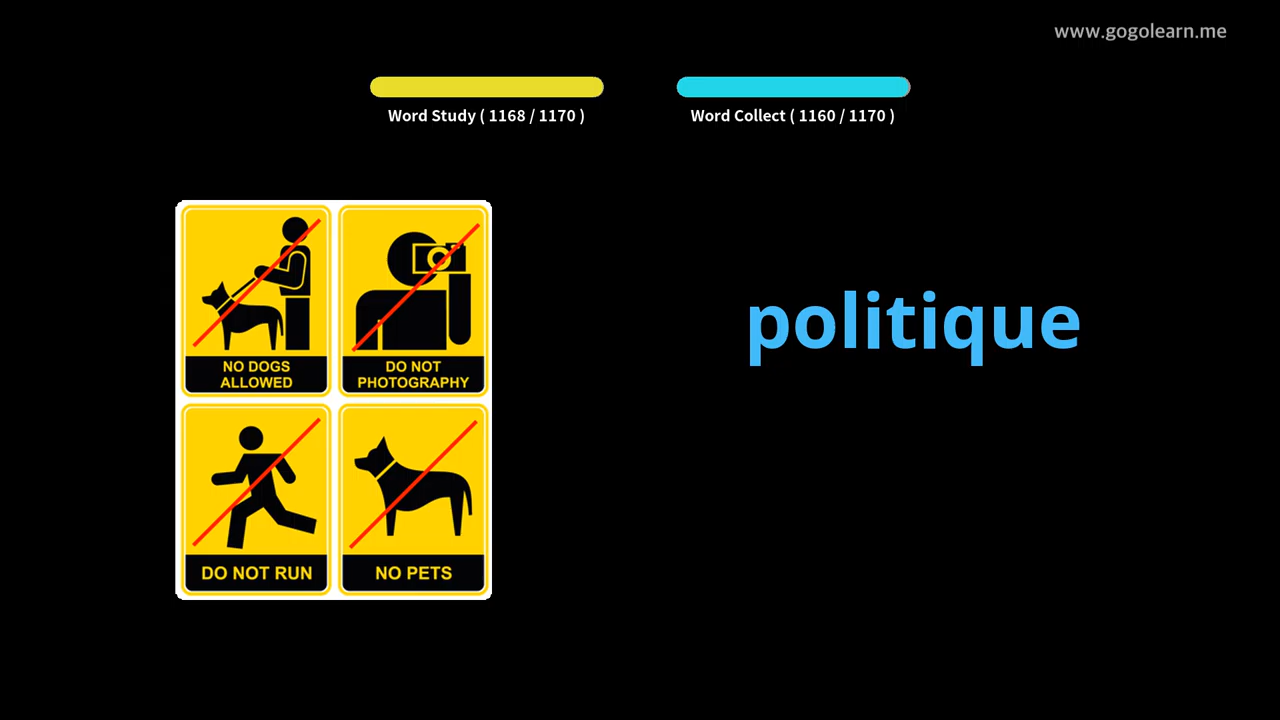 www.gogolearn.me
Word Study ( 1168 / 1170 )
Word Collect ( 1160 / 1170 )
NO DOGS
ALLOWED
DO NOT
PHOTOGRAPHY
politique
DO NOT RUN
NO PETS